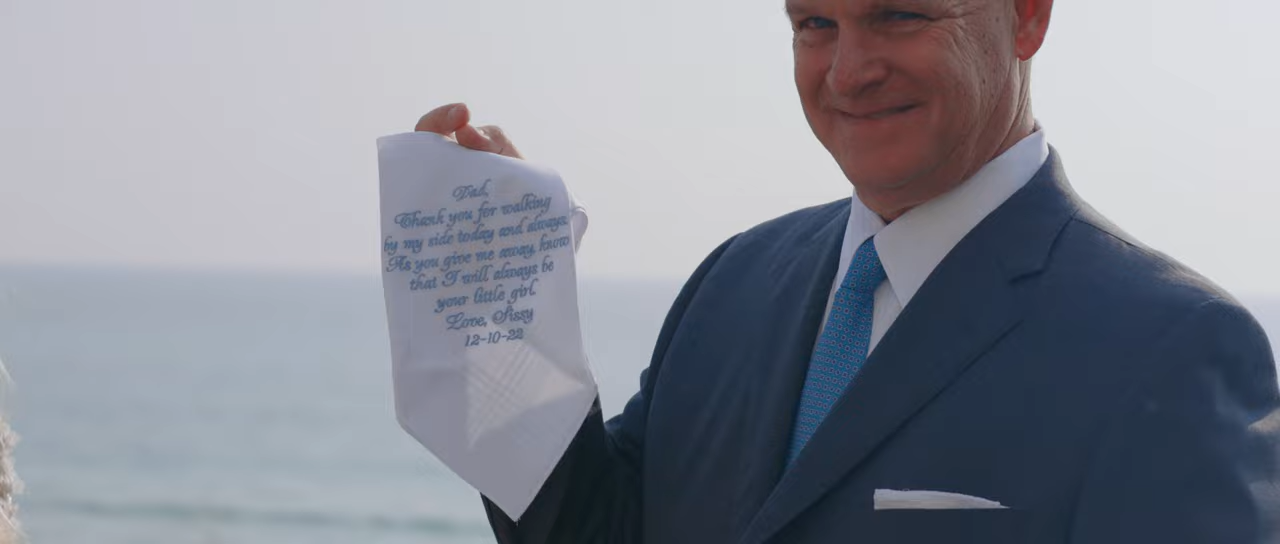 Dad,
Thank you for walking
by my side today and always.
As you give me away, know
that I will always be
your little girl.
Love, Sissy
12-10-22